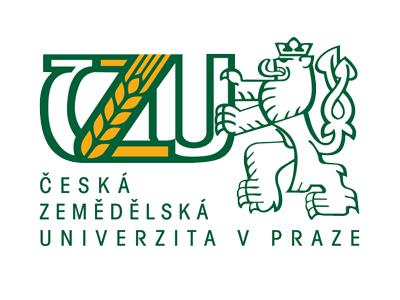 ČZU
ČESKÁ
ZEMĚDĚLSKÁ
UNIVERZITA V PRAZE